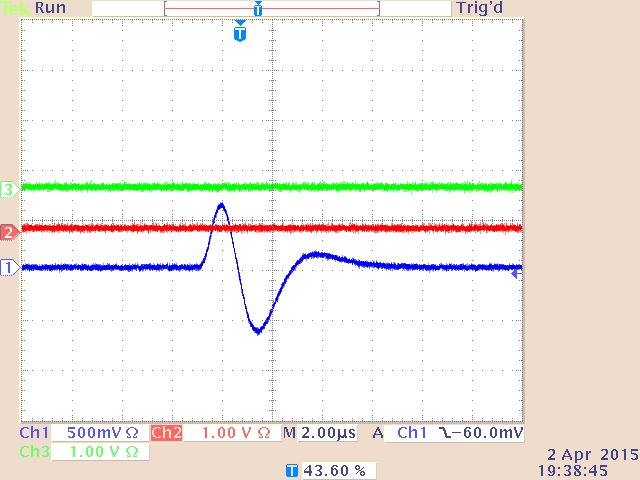 Tek Run Trig'd
T
T
3
2
1
Ch1 500mV Ω Ch2 1.00 V Ω M 2.00µs A Ch1 ∖ −60.0mV
Ch3 1.00 V Ω
T 43.60 %
2 Apr 2015
19:38:45